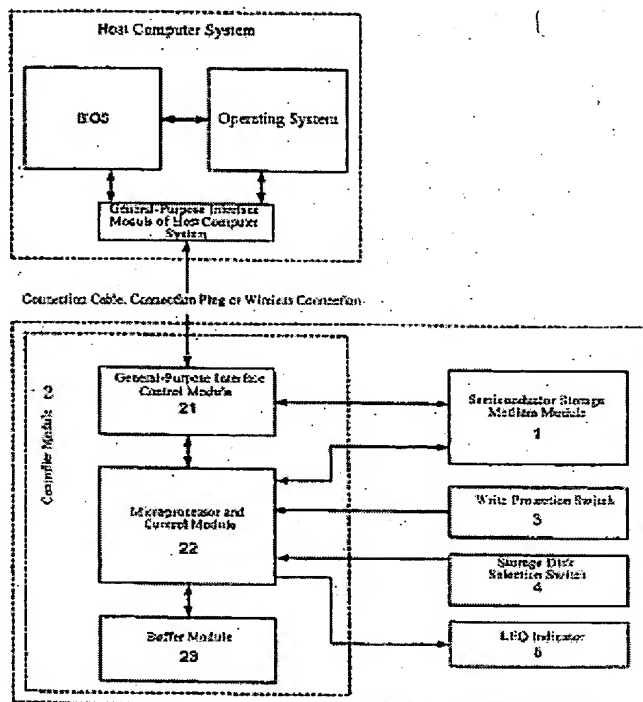 Host Computer System
BIOS
Operating System
General-Purpose Interface
Module of Host Computer
System
Connection Cable, Connection Plug or Wireless Connection
Controller Module 2
General-Purpose Interface
Control Module
21
Semiconductor Storage
Medium Module
1
Microprocessor and
Control Module
22
Write Protection Switch
3
Storage Disk
Selection Switch
4
Buffer Module
23
LED Indicator
5